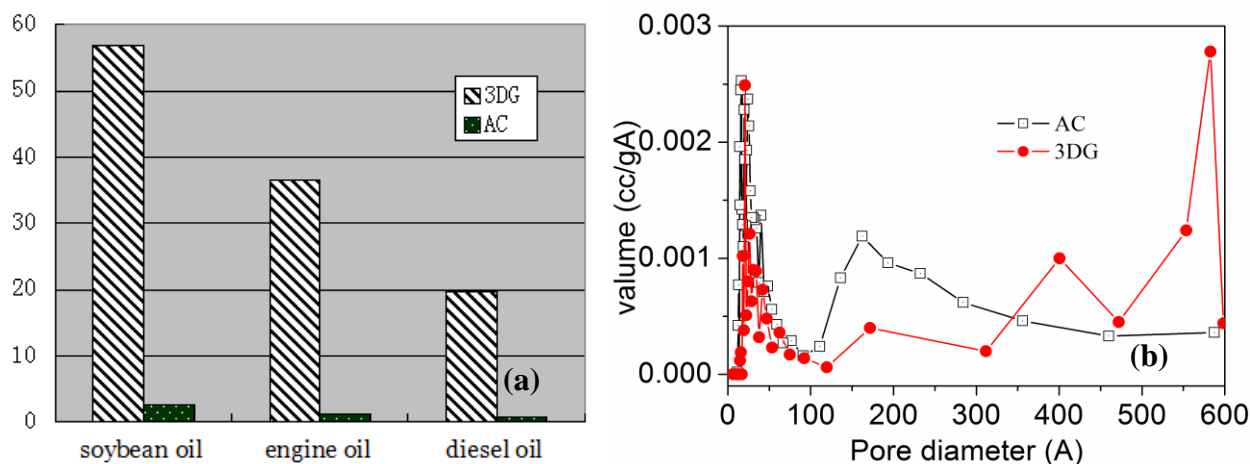 60
50
40
30
20
10
0
3DG
AC
(a)
soybean oil engine oil diesel oil
0.003
0.002
0.001
0.000
valume (cc/gA)
AC
3DG
(b)
0 100 200 300 400 500 600
Pore diameter (A)